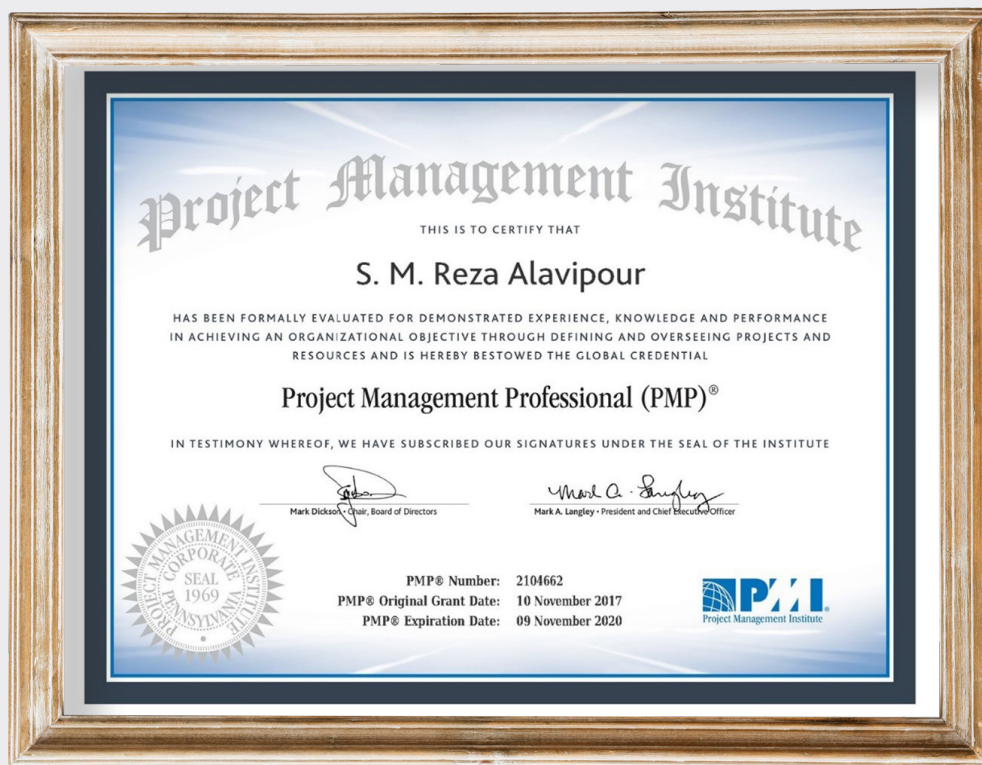 Project Management Institute
THIS IS TO CERTIFY THAT
S. M. Reza Alavipour
HAS BEEN FORMALLY EVALUATED FOR DEMONSTRATED EXPERIENCE, KNOWLEDGE AND PERFORMANCE
IN ACHIEVING AN ORGANIZATIONAL OBJECTIVE THROUGH DEFINING AND OVERSEEING PROJECTS AND
RESOURCES AND IS HEREBY BESTOWED THE GLOBAL CREDENTIAL
Project Management Professional (PMP)®
IN TESTIMONY WHEREOF, WE HAVE SUBSCRIBED OUR SIGNATURES UNDER THE SEAL OF THE INSTITUTE
Mark A. Langley
Mark Dickson • Chair, Board of Directors
Mark A. Langley • President and Chief Executive Officer
PROJECT MANAGEMENT INSTITUTE
CORPORATE
SEAL
1969
PENNSYLVANIA
PMP® Number: 2104662
PMP® Original Grant Date: 10 November 2017
PMP® Expiration Date: 09 November 2020
PMI®
Project Management Institute